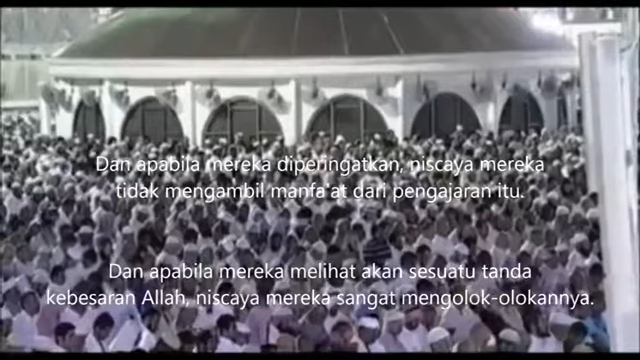 Dan apabila mereka diperingatkan, niscaya mereka
tidak mengambil manfa'at dari pengajaran itu.
Dan apabila mereka melihat akan sesuatu tanda
kebesaran Allah, niscaya mereka sangat mengolok-olokannya.